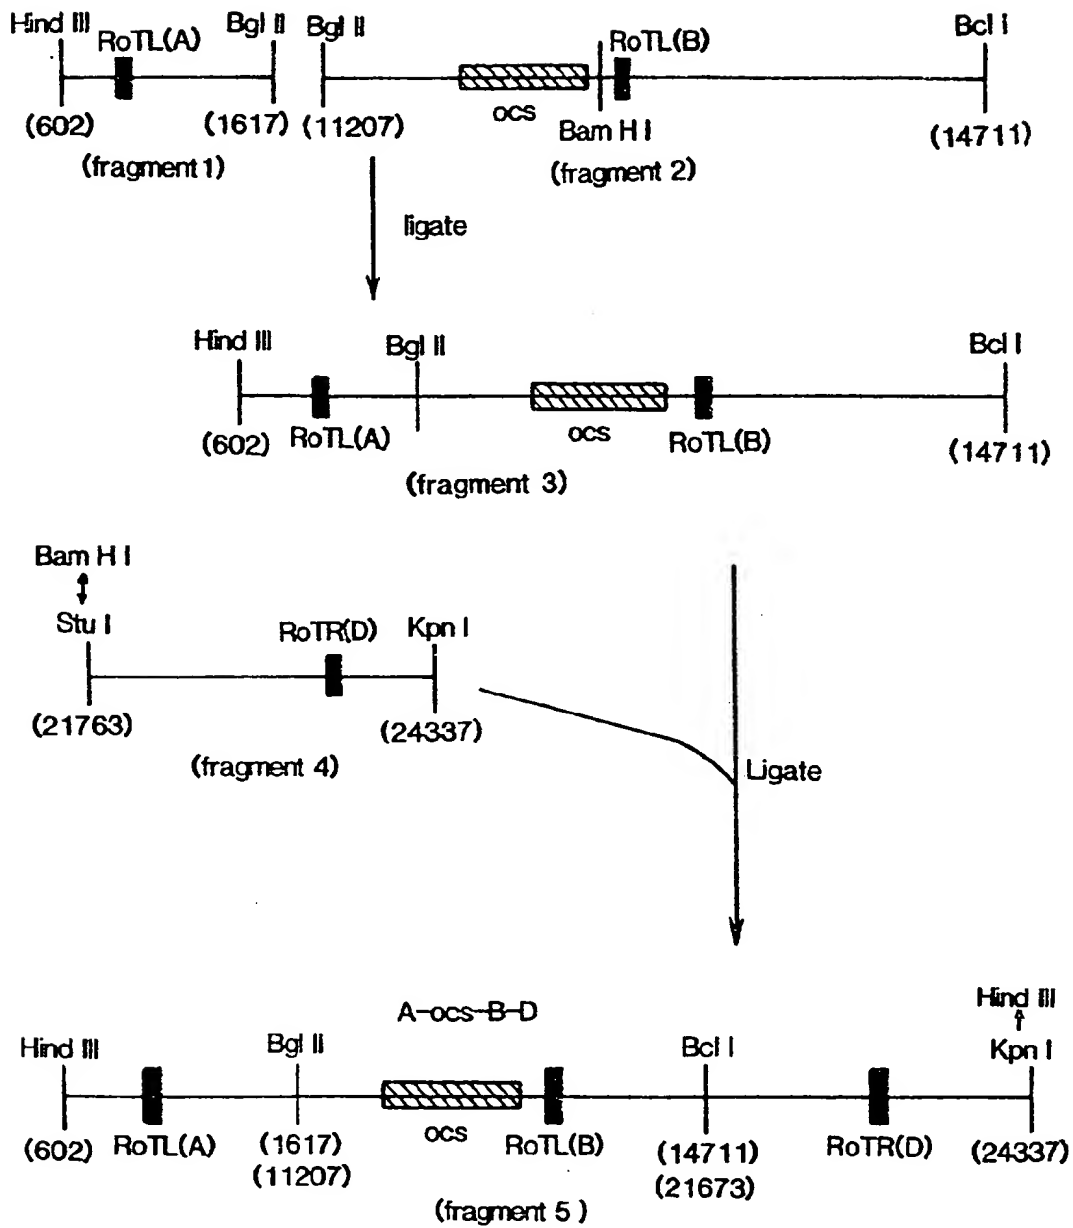 Hind III RoTL(A) Bgl II Bgl II RoTL(B) Bcl I
(602) (1617) (11207) ocs Bam H I (14711)
(fragment 1) (fragment 2)
ligate
Hind III Bgl II Bcl I
(602) RoTL(A) ocs RoTL(B) (14711)
(fragment 3)
Bam H I
Stu I RoTR(D) Kpn I
(21763) (24337)
(fragment 4)
Ligate
A-ocs-B-D
Hind III
Hind III Bgl II Bcl I Kpn I
(602) RoTL(A) (1617) ocs RoTL(B) (14711) RoTR(D) (24337)
(11207) (21673)
(fragment 5)